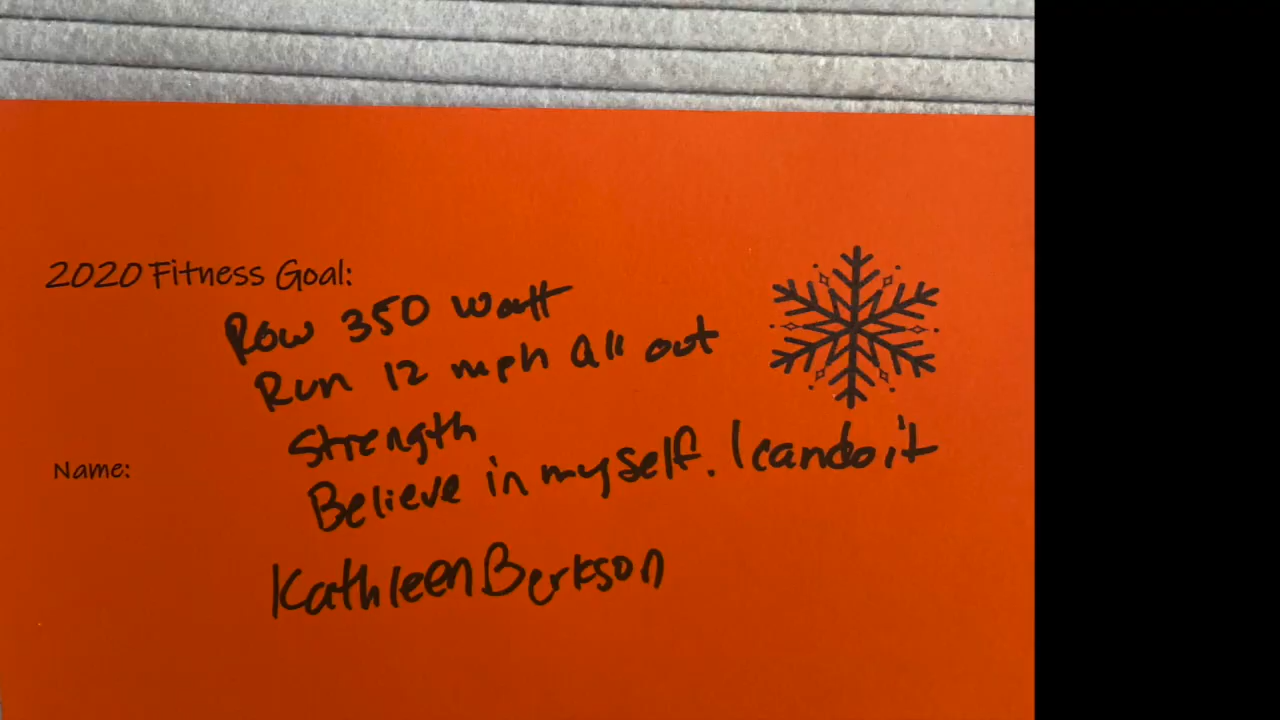 2020 Fitness Goal:
Row 350 watt
Run 12 mph all out
Strength
Believe in myself. I can do it
Name:
Kathleen Berkson